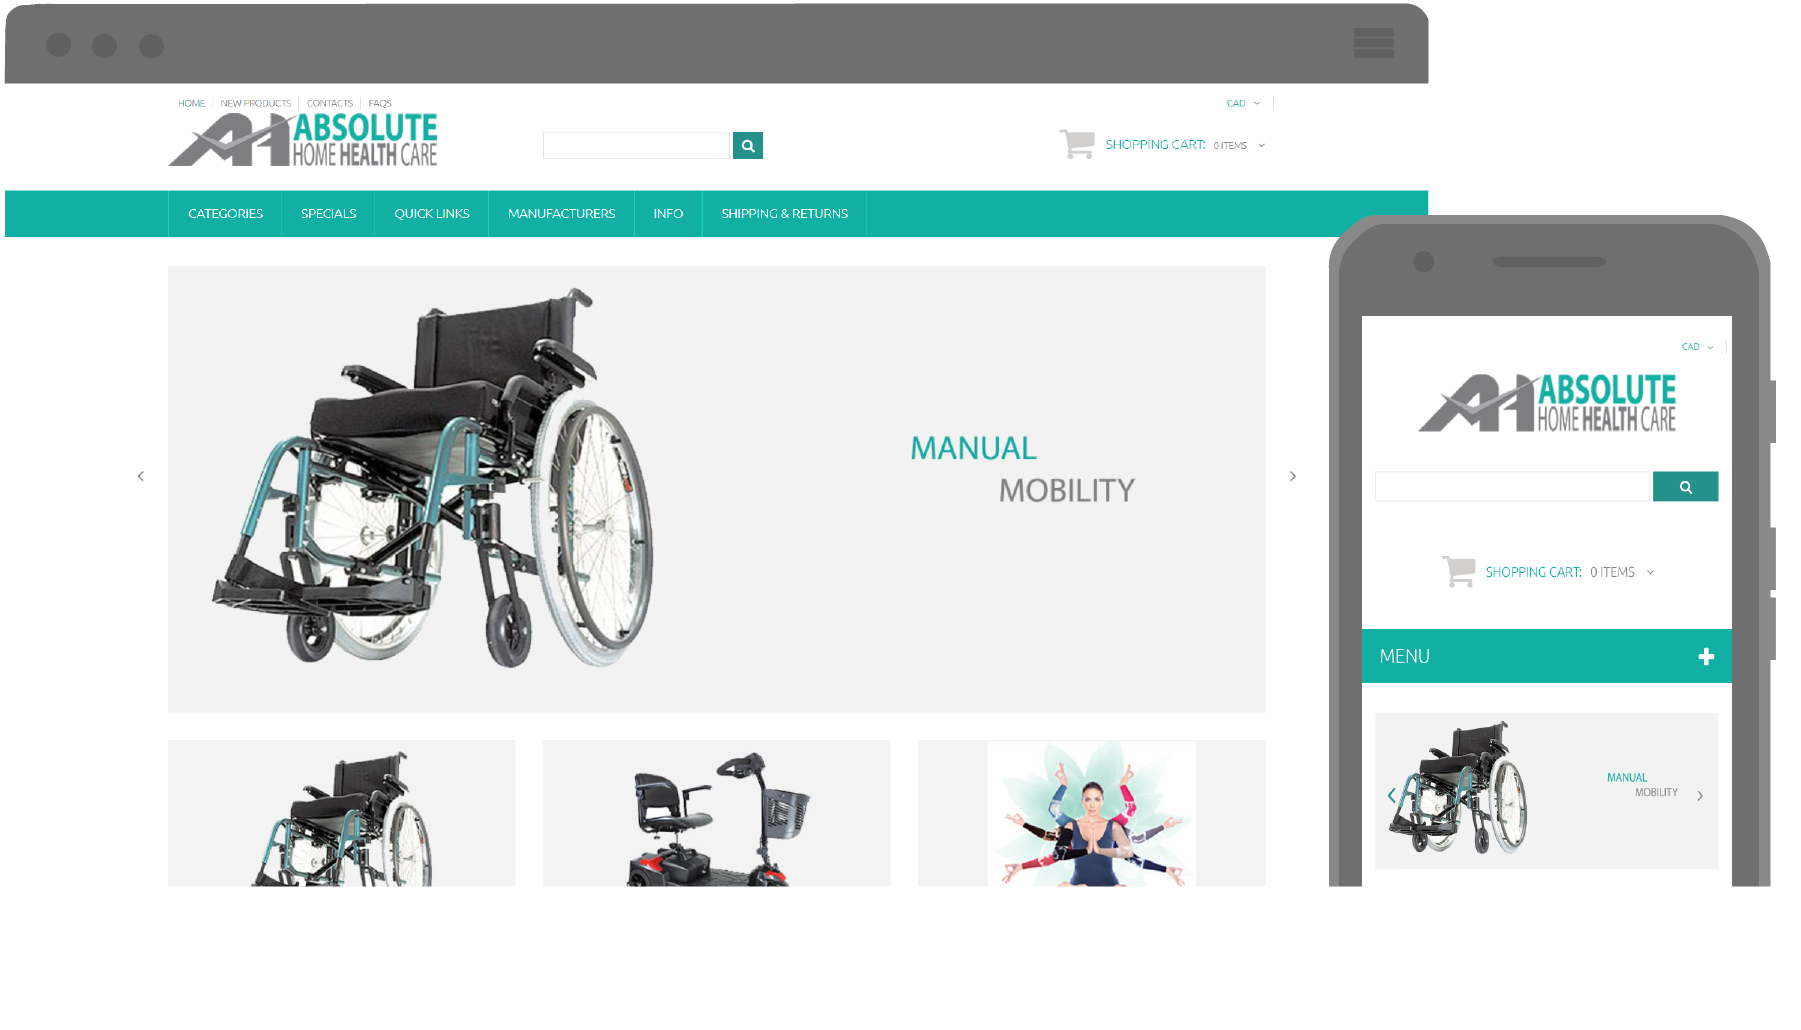 HOME
NEW PRODUCTS
CONTACTS
FAQS
CAD
ABSOLUTE
HOME HEALTH CARE
SHOPPING CART: 0 ITEMS
CATEGORIES
SPECIALS
QUICK LINKS
MANUFACTURERS
INFO
SHIPPING & RETURNS
MANUAL
MOBILITY
CAD
ABSOLUTE
HOME HEALTH CARE
SHOPPING CART: 0 ITEMS
MENU
MANUAL
MOBILITY